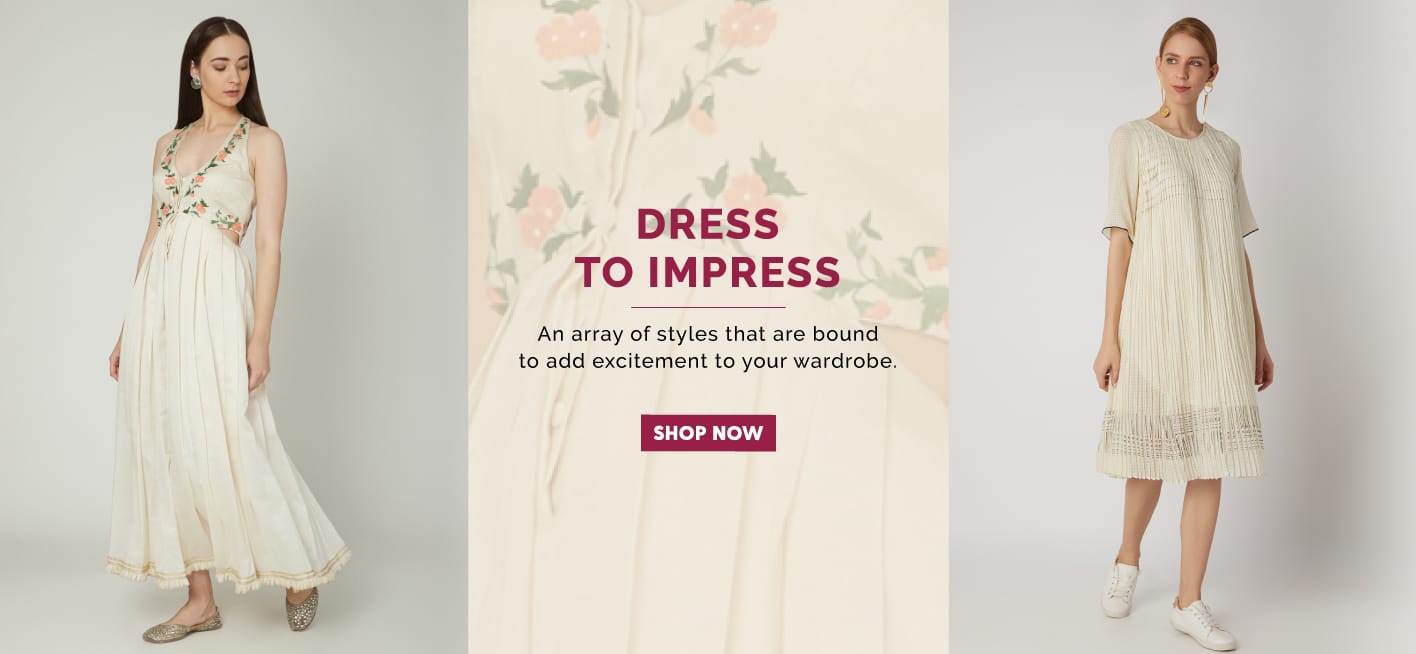 DRESS
TO IMPRESS
An array of styles that are bound
to add excitement to your wardrobe.
SHOP NOW